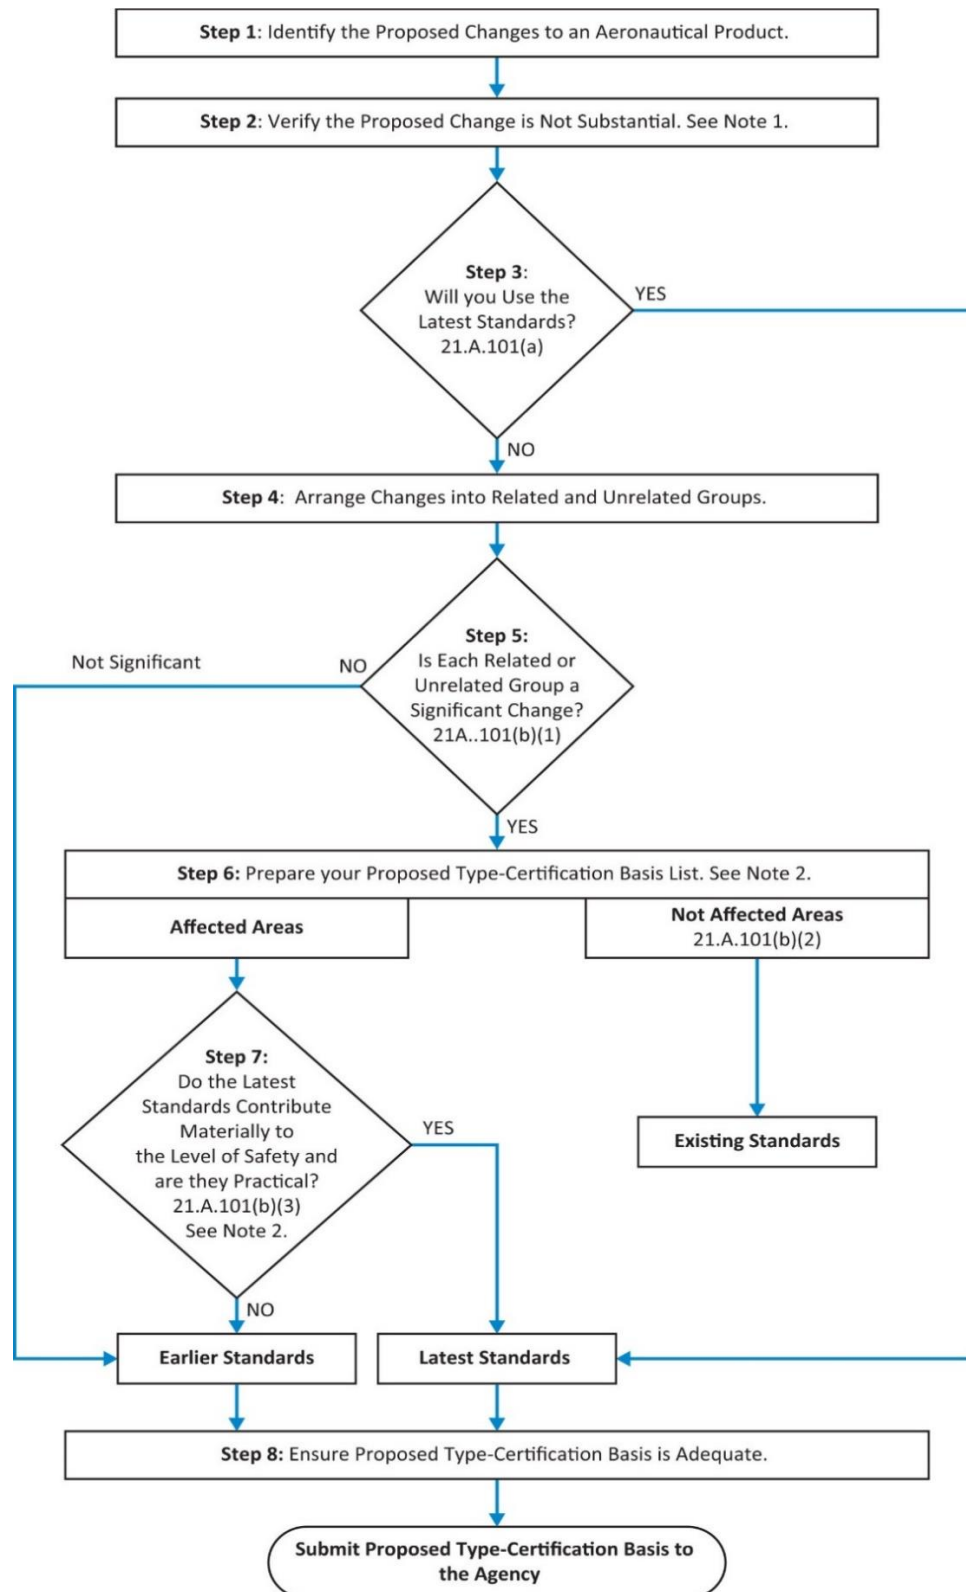 Step 1: Identify the Proposed Changes to an Aeronautical Product.
Step 2: Verify the Proposed Change is Not Substantial. See Note 1.
Step 3:
Will you Use the
Latest Standards?
21.A.101(a)
YES
NO
Step 4: Arrange Changes into Related and Unrelated Groups.
Step 5:
Is Each Related or
Unrelated Group a
Significant Change?
21A..101(b)(1)
Not Significant
NO
YES
Step 6: Prepare your Proposed Type-Certification Basis List. See Note 2.
Affected Areas
Not Affected Areas
21.A.101(b)(2)
Step 7:
Do the Latest
Standards Contribute
Materially to
the Level of Safety and
are they Practical?
21.A.101(b)(3)
See Note 2.
YES
Existing Standards
NO
Earlier Standards
Latest Standards
Step 8: Ensure Proposed Type-Certification Basis is Adequate.
Submit Proposed Type-Certification Basis to
the Agency